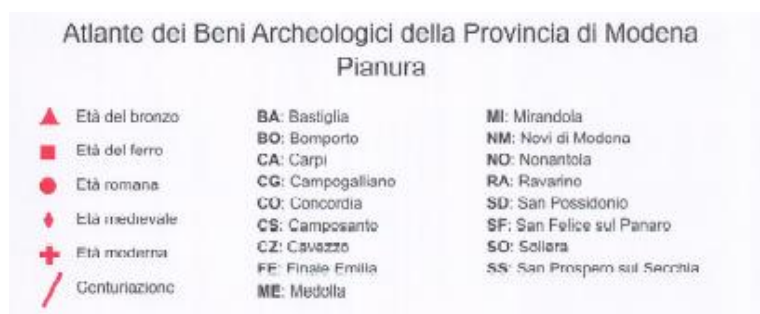 Atlante dei Beni Archeologici della Provincia di Modena
Pianura
Età del bronzo
Età del ferro
Età romana
Età medievale
Età moderna
Centuriazione
BA: Bastiglia
BO: Bomporto
CA: Carpi
CG: Campogalliano
CO: Concordia
CS: Camposanto
CZ: Cavezzo
FE: Finale Emilia
ME: Medolla
MI: Mirandola
NM: Novi di Modena
NO: Nonantola
RA: Ravarino
SD: San Possidonio
SF: San Felice sul Panaro
SO: Soliera
SS: San Prospero sul Secchia